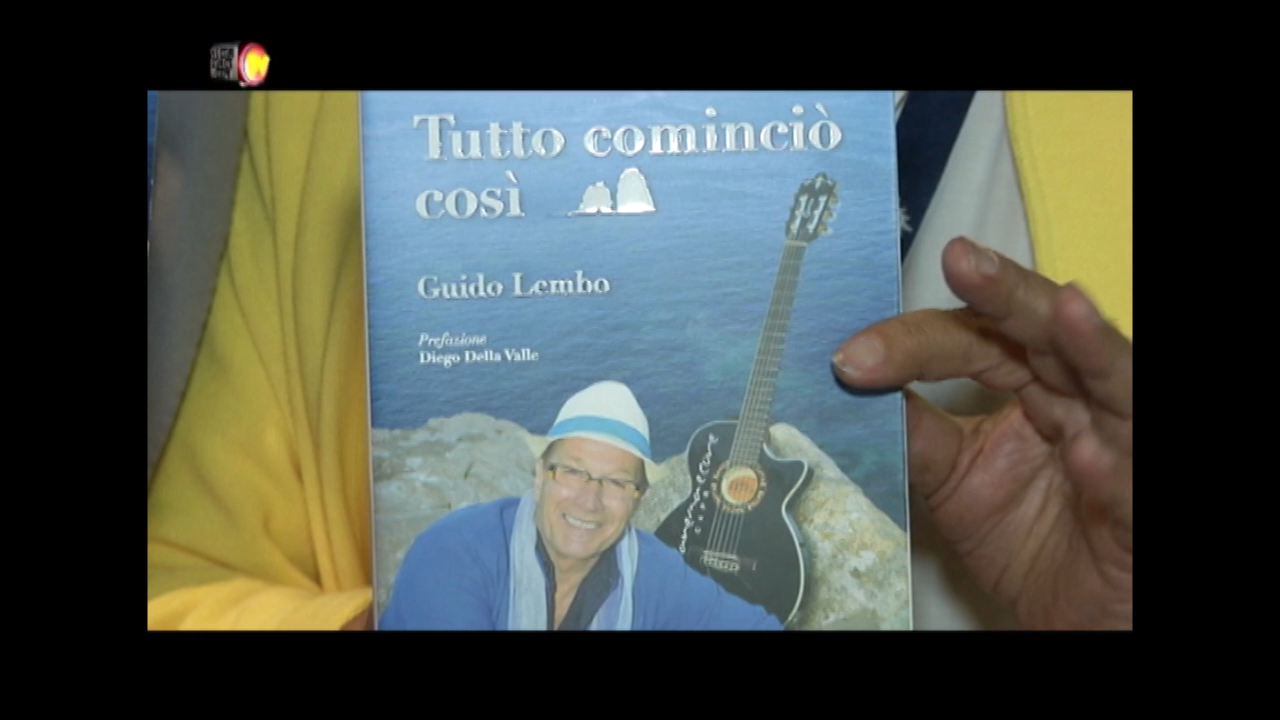 Tutto cominciò
così
Guido Lembo
Prefazione
Diego Della Valle